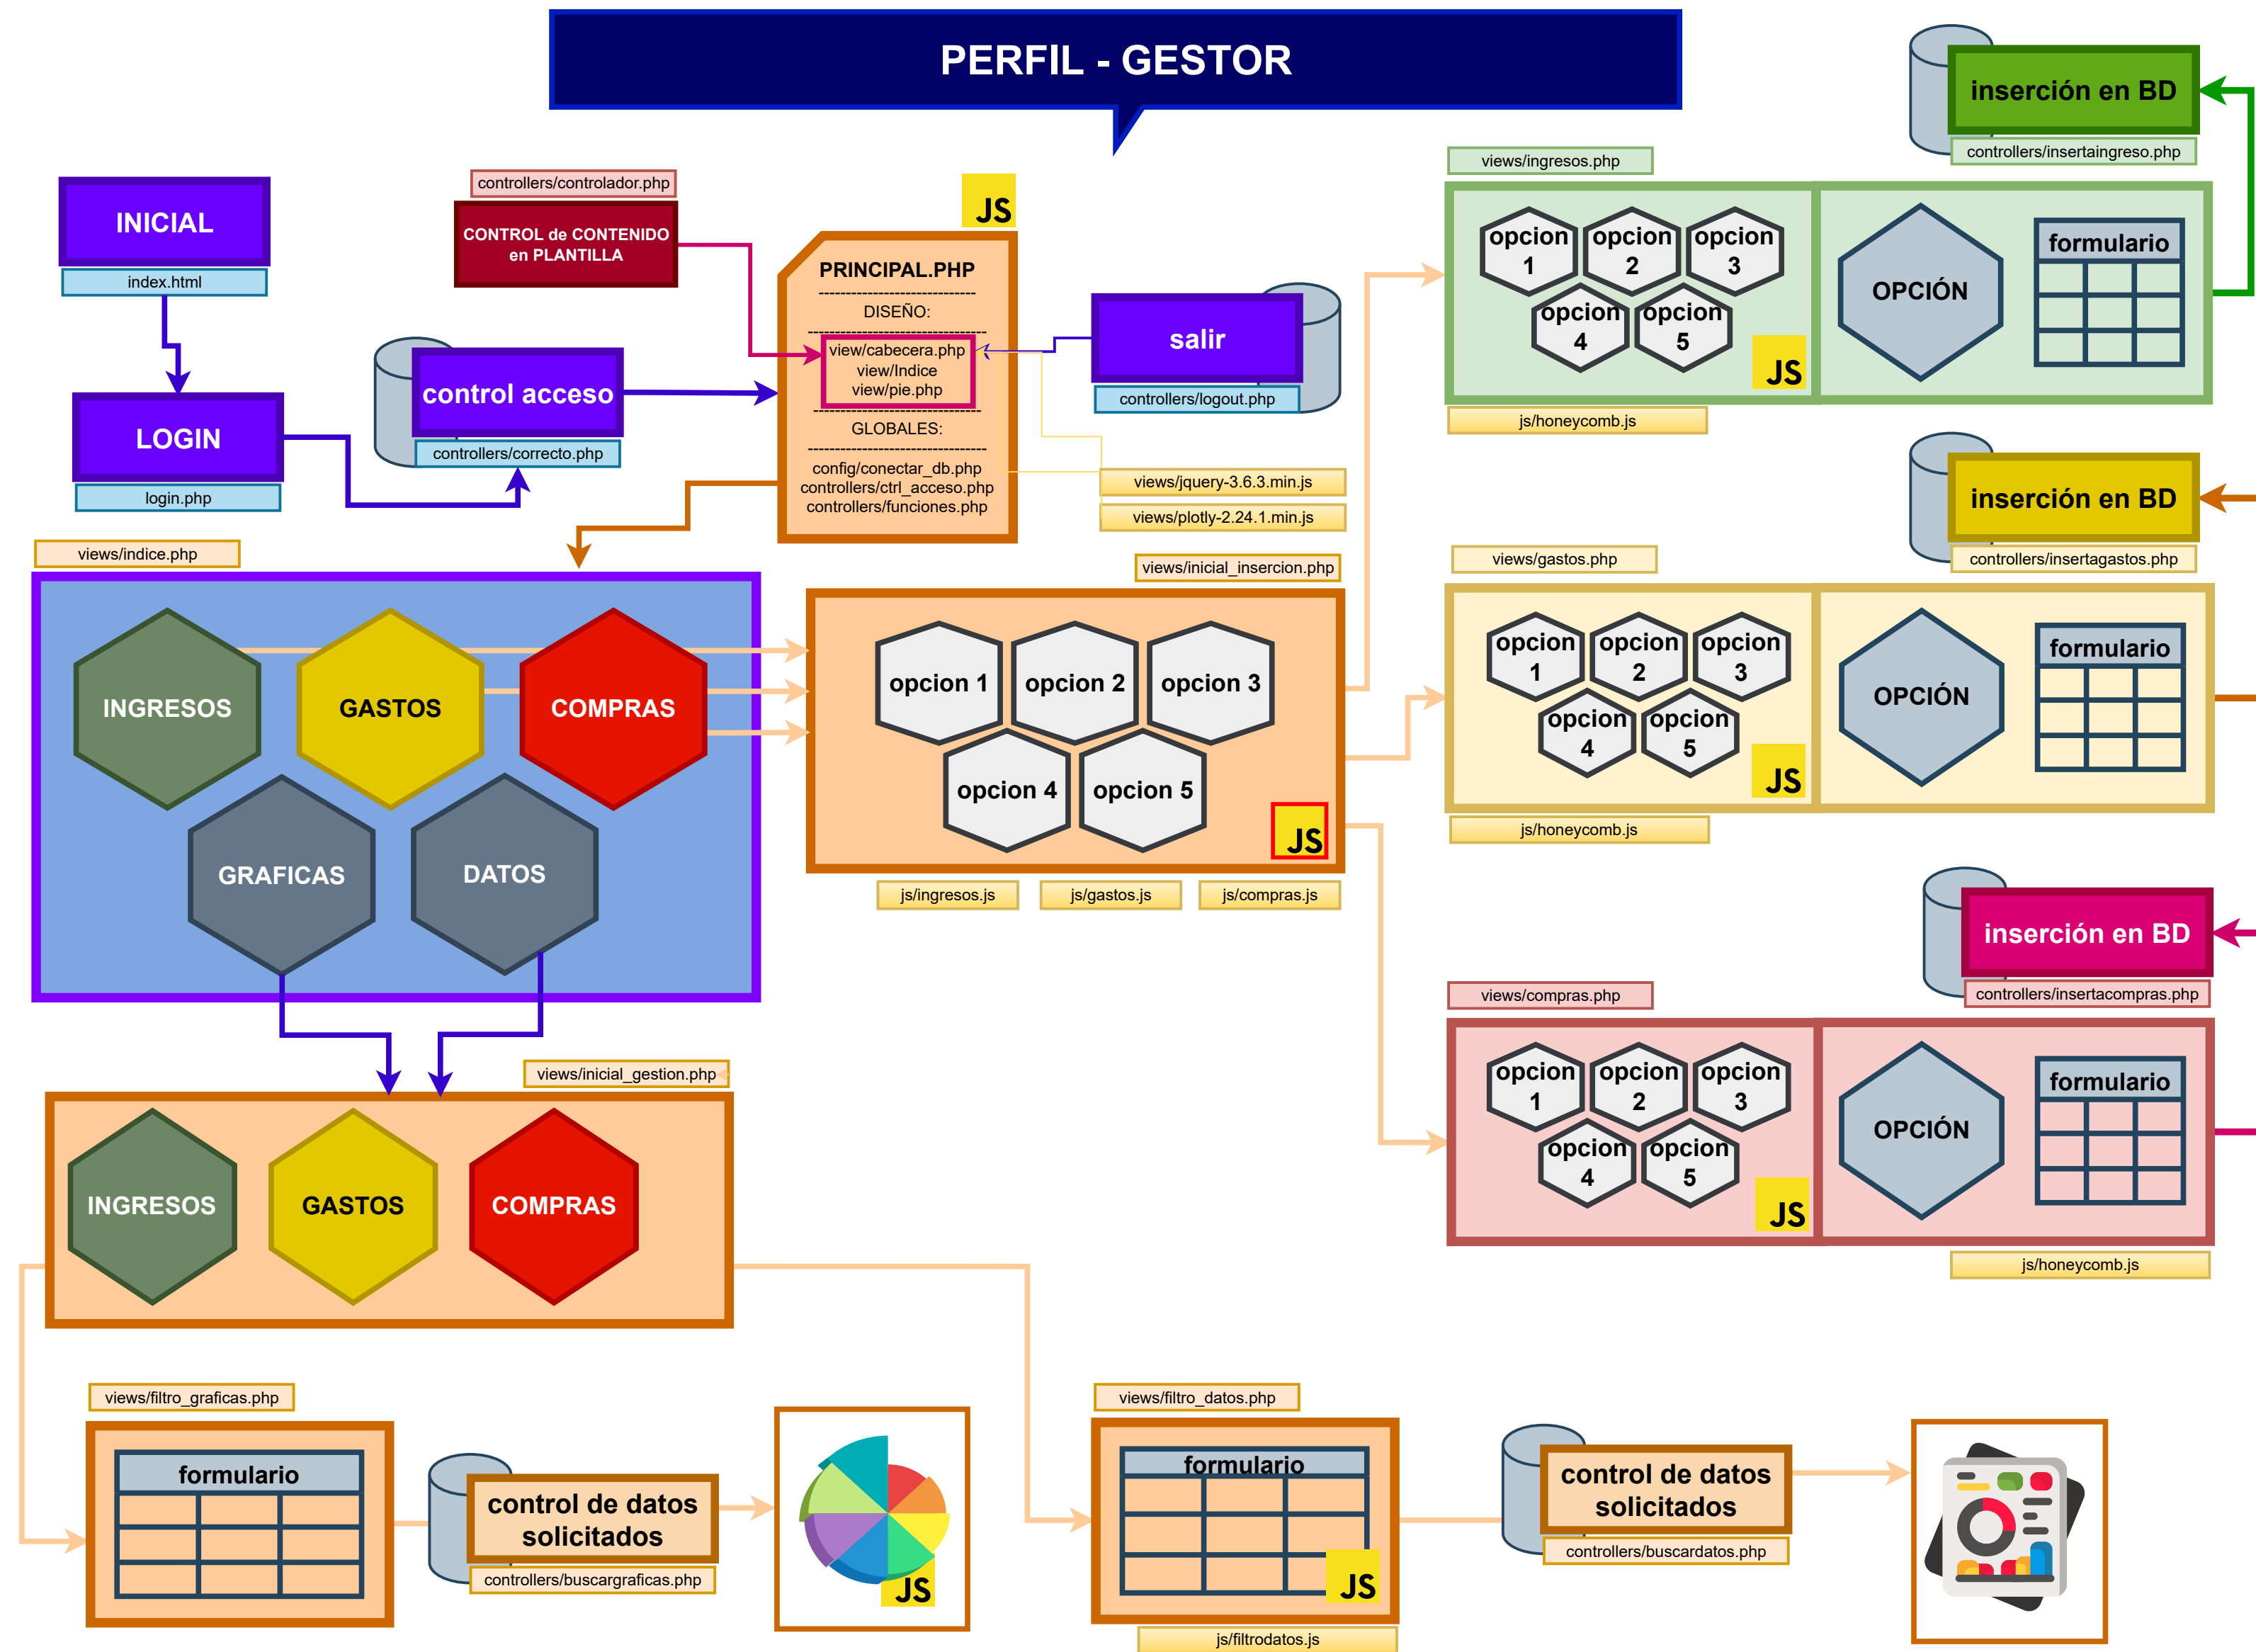 PERFIL - GESTOR
inserción en BD
controllers/insertaingreso.php
controllers/controlador.php
CONTROL de CONTENIDO
en PLANTILLA
JS
INICIAL
index.html
LOGIN
login.php
control acceso
controllers/correcto.php
PRINCIPAL.PHP
-----------------------------
DISEÑO:
---------------------------------
view/cabecera.php
view/Indice
view/pie.php
-------------------------------
GLOBALES:
---------------------------------
config/conectar_db.php
controllers/ctrl_acceso.php
controllers/funciones.php
salir
controllers/logout.php
views/jquery-3.6.3.min.js
views/plotly-2.24.1.min.js
views/ingresos.php
opcion
1
opcion
2
opcion
3
opcion
4
opcion
5
JS
OPCIÓN
formulario
js/honeycomb.js
inserción en BD
controllers/insertagastos.php
views/indice.php
INGRESOS
GASTOS
COMPRAS
GRAFICAS
DATOS
views/inicial_insercion.php
opcion 1
opcion 2
opcion 3
opcion 4
opcion 5
JS
js/ingresos.js
js/gastos.js
js/compras.js
views/gastos.php
opcion
1
opcion
2
opcion
3
opcion
4
opcion
5
JS
OPCIÓN
formulario
js/honeycomb.js
inserción en BD
controllers/insertacompras.php
views/compras.php
opcion
1
opcion
2
opcion
3
opcion
4
opcion
5
JS
OPCIÓN
formulario
js/honeycomb.js
views/inicial_gestion.php
INGRESOS
GASTOS
COMPRAS
views/filtro_graficas.php
formulario
control de datos
solicitados
controllers/buscargraficas.php
JS
views/filtro_datos.php
formulario
JS
js/filtrodatos.js
control de datos
solicitados
controllers/buscardatos.php